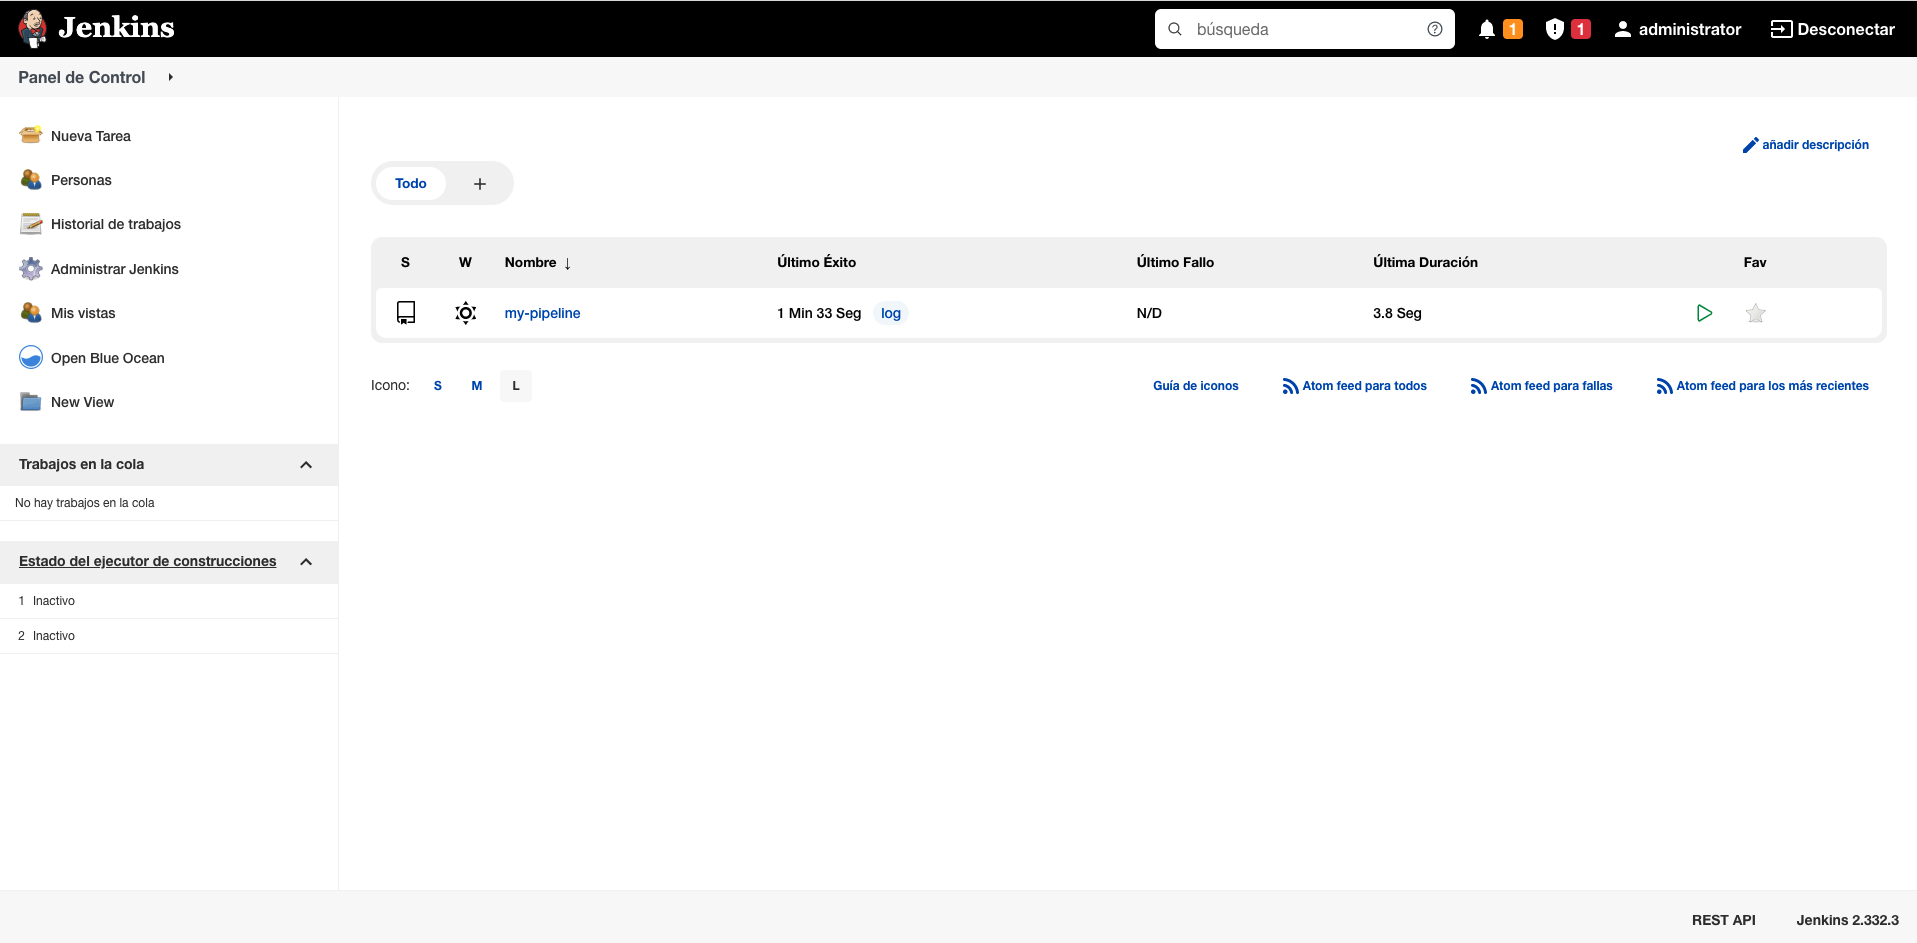 Jenkins
búsqueda
1
1
administrator
Desconectar
Panel de Control
Nueva Tarea
Personas
Historial de trabajos
Administrar Jenkins
Mis vistas
Open Blue Ocean
New View
Trabajos en la cola
No hay trabajos en la cola
Estado del ejecutor de construcciones
1 Inactivo
2 Inactivo
añadir descripción
Todo +
S W Nombre ↓ Último Éxito Último Fallo Última Duración Fav
my-pipeline 1 Min 33 Seg log N/D 3.8 Seg
Icono: S M L
Guía de iconos
Atom feed para todos
Atom feed para fallas
Atom feed para los más recientes
REST API
Jenkins 2.332.3